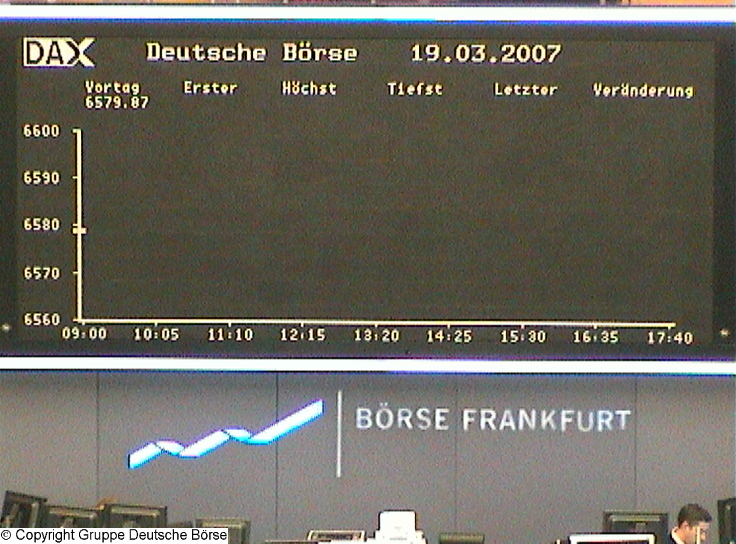 DAX Deutsche Börse 19.03.2007
Vortag Erster Höchst Tiefst Letzter Veränderung
6579.87
6600
6590
6580
6570
6560
09:00 10:05 11:10 12:15 13:20 14:25 15:30 16:35 17:40
BÖRSE FRANKFURT
© Copyright Gruppe Deutsche Börse